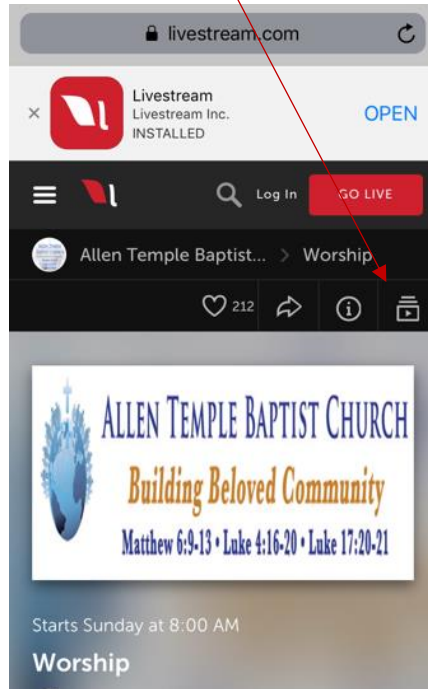 livestream.com
Livestream
Livestream Inc.
INSTALLED
OPEN
Log In
GO LIVE
Allen Temple Baptist... > Worship
212
ALLEN TEMPLE BAPTIST CHURCH
Building Beloved Community
Matthew 6:9-13 • Luke 4:16-20 • Luke 17:20-21
Starts Sunday at 8:00 AM
Worship